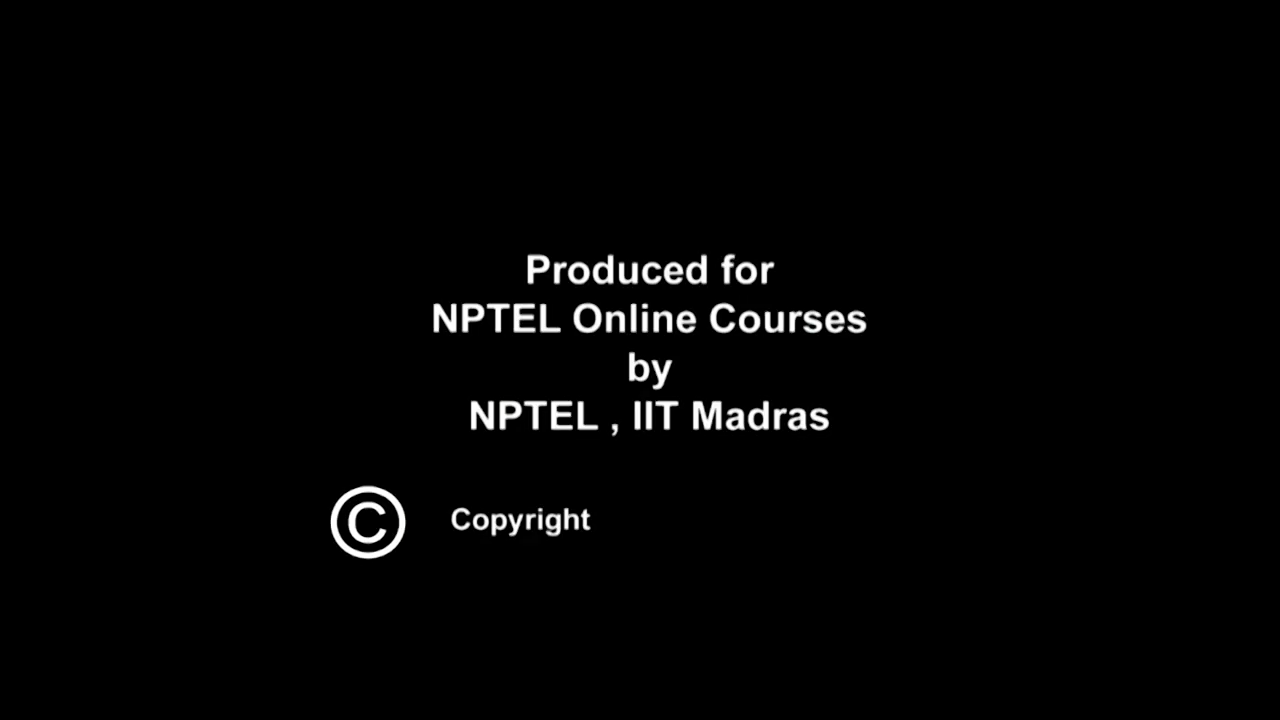 Produced for
NPTEL Online Courses
by
NPTEL , IIT Madras
© Copyright